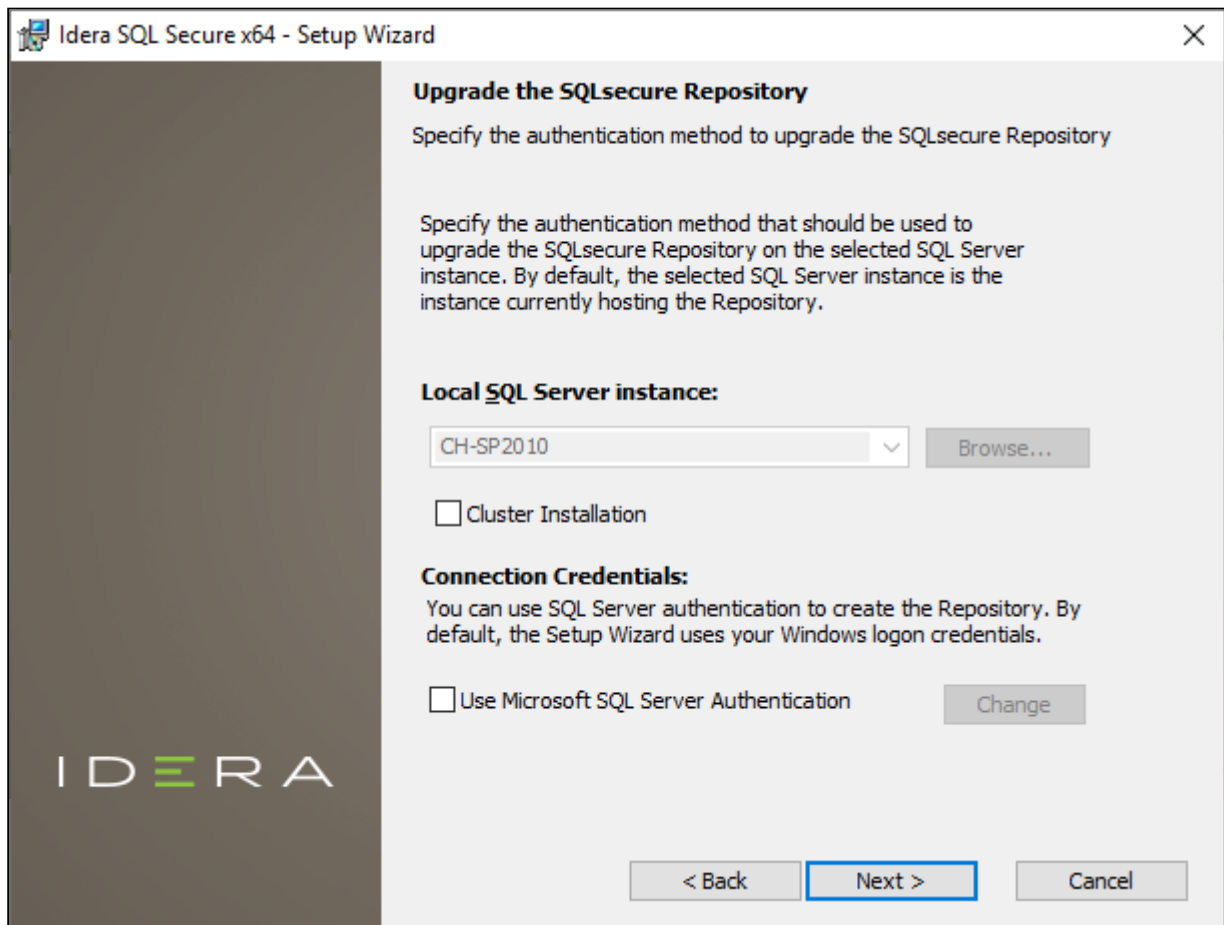 Idera SQL Secure x64 - Setup Wizard
Upgrade the SQLsecure Repository
Specify the authentication method to upgrade the SQLsecure Repository
Specify the authentication method that should be used to
upgrade the SQLsecure Repository on the selected SQL Server
instance. By default, the selected SQL Server instance is the
instance currently hosting the Repository.
Local SQL Server instance:
CH-SP2010
Browse...
Cluster Installation
Connection Credentials:
You can use SQL Server authentication to create the Repository. By
default, the Setup Wizard uses your Windows logon credentials.
Use Microsoft SQL Server Authentication
Change
IDERA
< Back
Next >
Cancel